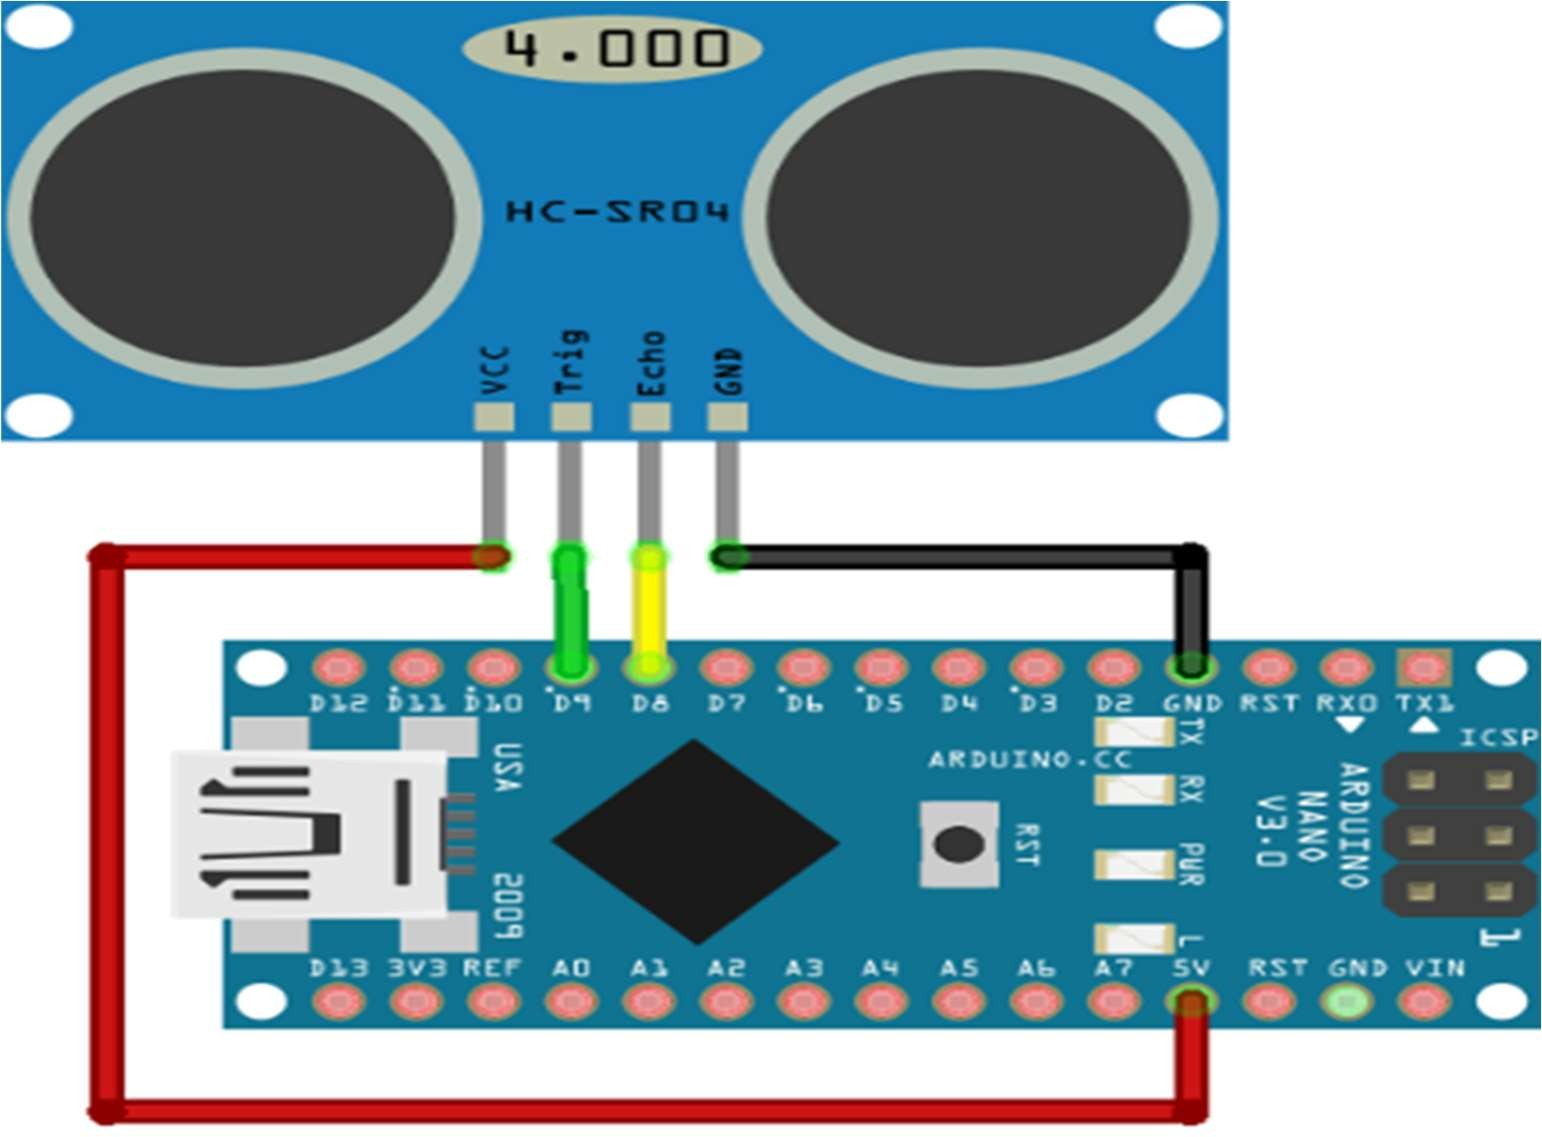 4.000
HC-SR04
VCC Trig Echo GND
D12 D11 D10 D9 D8 D7 D6 D5 D4 D3 D2 GND RST RX0 TX1
ICSP
USA
ARDUINO.CC
TX
RX
RST
PWR
L
ARDUINO
NANO
V3.0
2009
1
D13 3V3 REF A0 A1 A2 A3 A4 A5 A6 A7 5V RST GND VIN